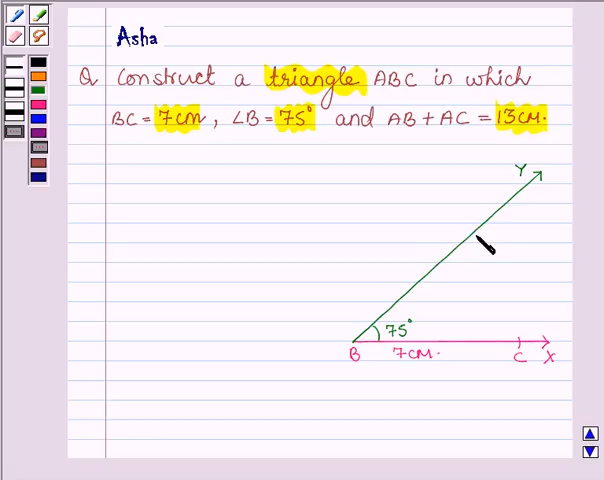 Asha
Q Construct a triangle ABC in which
BC = 7cm, ∠B = 75° and AB + AC = 13cm.
Y
75°
B 7cm. C X